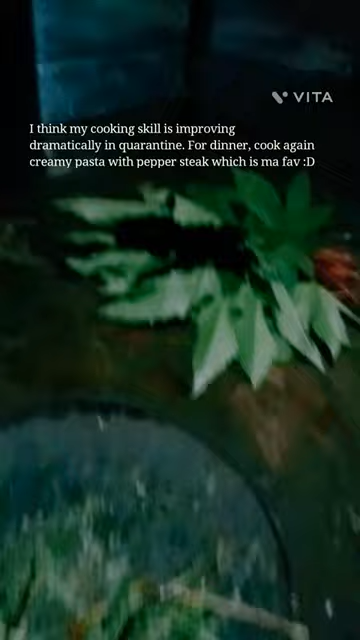 VITA
I think my cooking skill is improving
dramatically in quarantine. For dinner, cook again
creamy pasta with pepper steak which is ma fav :D